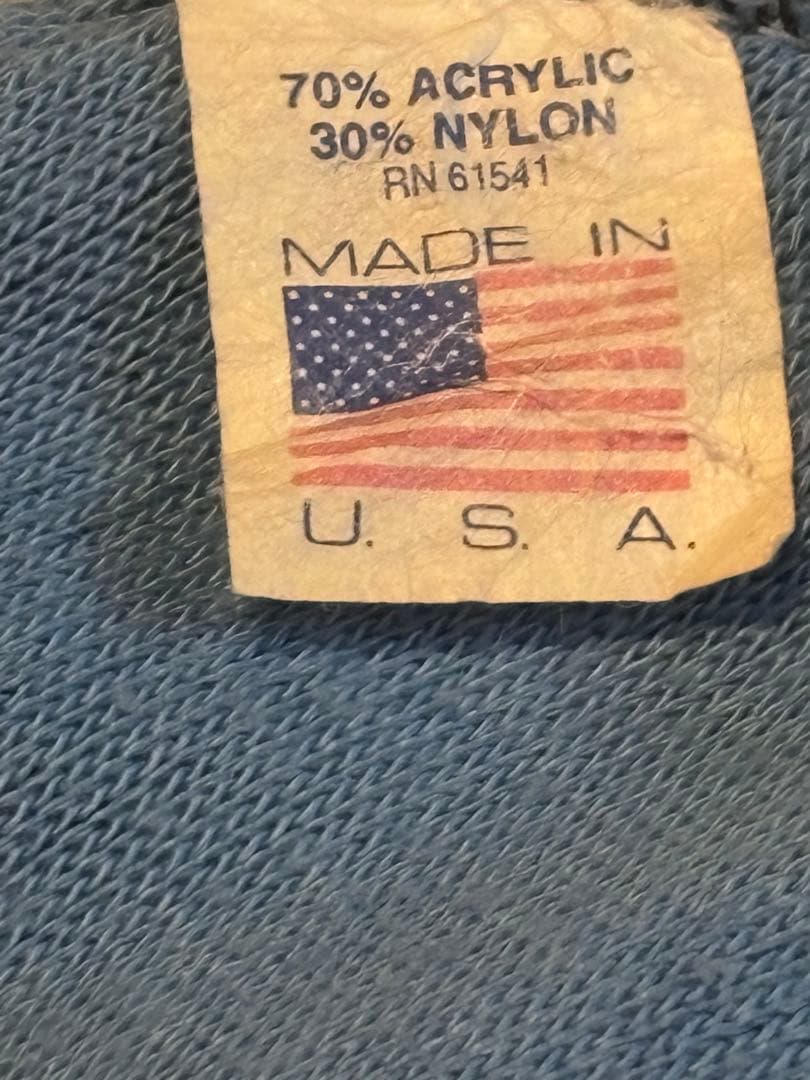 70% ACRYLIC
30% NYLON
RN 61541
MADE IN
U. S. A.